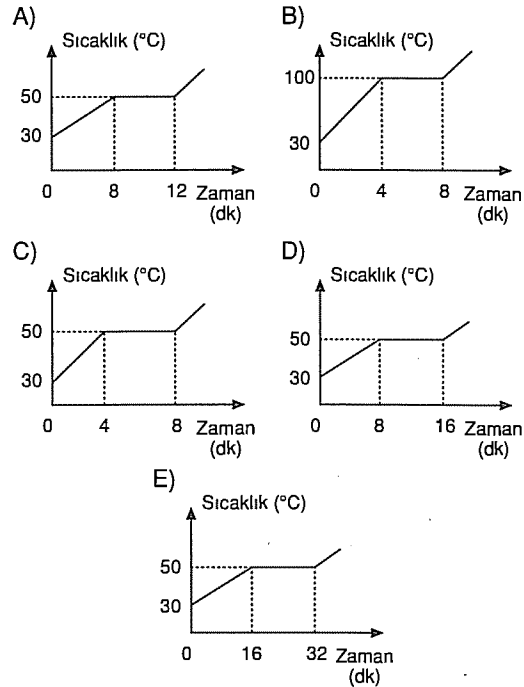 A)
Sıcaklık (°C)
50
30
0 8 12 Zaman
(dk)
B)
Sıcaklık (°C)
100
30
0 4 8 Zaman
(dk)
C)
Sıcaklık (°C)
50
30
0 4 8 Zaman
(dk)
D)
Sıcaklık (°C)
50
30
0 8 16 Zaman
(dk)
E)
Sıcaklık (°C)
50
30
0 16 32 Zaman
(dk)